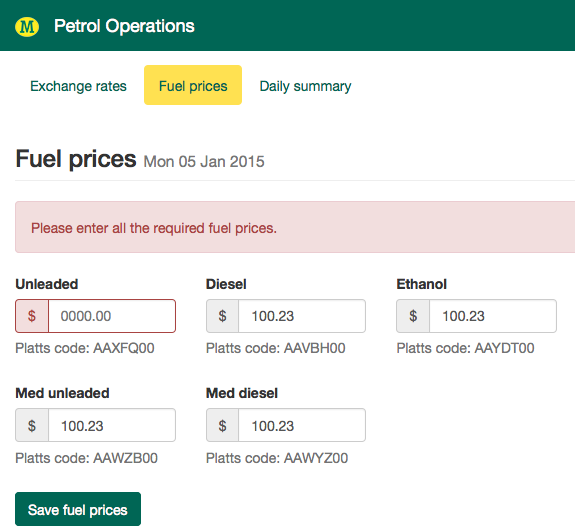 M Petrol Operations
Exchange rates Fuel prices Daily summary
Fuel prices Mon 05 Jan 2015
Please enter all the required fuel prices.
Unleaded Diesel Ethanol
$ 0000.00 $ 100.23 $ 100.23
Platts code: AAXFQ00 Platts code: AAVBH00 Platts code: AAYDT00
Med unleaded Med diesel
$ 100.23 $ 100.23
Platts code: AAWZB00 Platts code: AAWYZ00
Save fuel prices